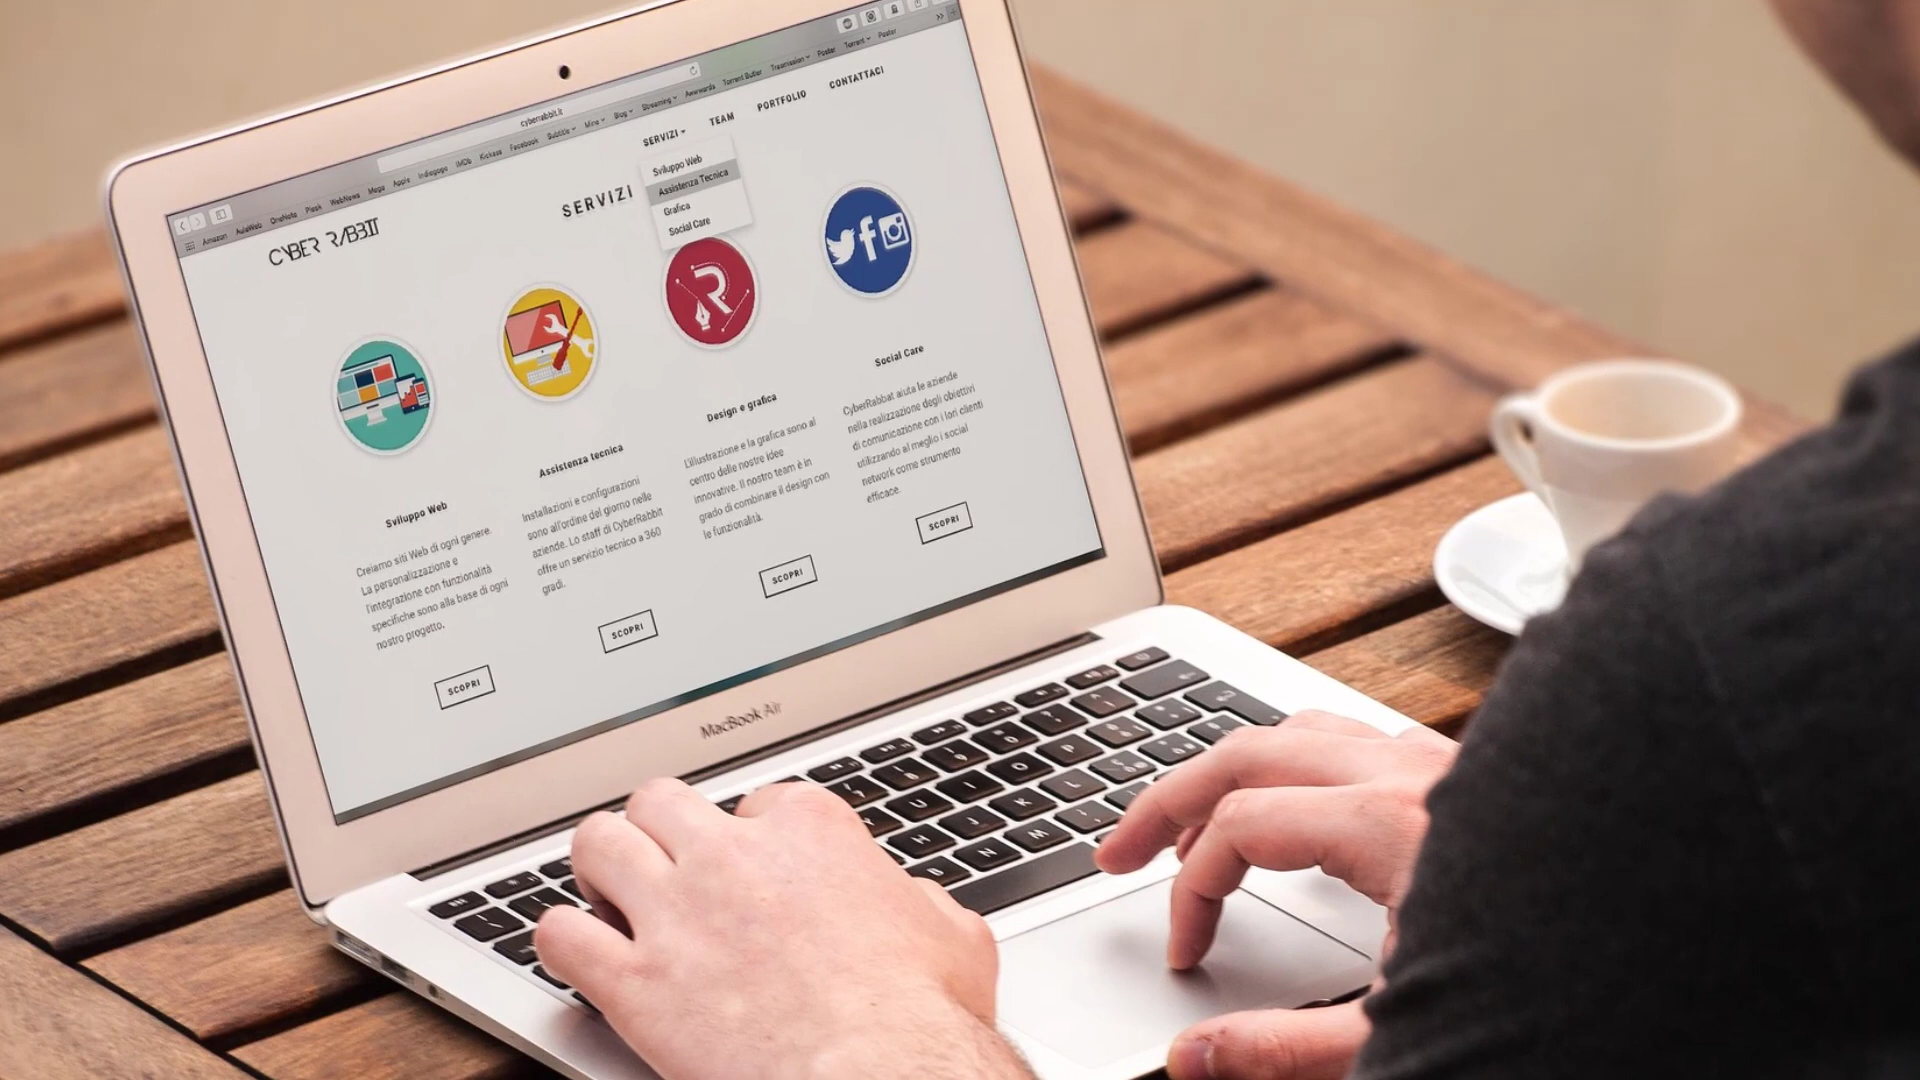 cyberrabbit.it
Amazon AulaWeb OneNote Plash WebNews Mega Apple Indiegogo IMDb Kickass Facebook Subtitle Mine Blog Streaming Awwwards Torrent Butler Trasmission Poster Torrent Poster
CYBER RABBIT
SERVIZI TEAM PORTFOLIO CONTATTACI
Sviluppo Web
Assistenza Tecnica
Grafica
Social Care
SERVIZI
Sviluppo Web
Creiamo siti Web di ogni genere.
La personalizzazione e
l'integrazione con funzionalità
specifiche sono alla base di ogni
nostro progetto.
SCOPRI
Assistenza tecnica
Installazioni e configurazioni
sono all'ordine del giorno nelle
aziende. Lo staff di CyberRabbit
offre un servizio tecnico a 360
gradi.
SCOPRI
Design e grafica
L'illustrazione e la grafica sono al
centro delle nostre idee
innovative. Il nostro team è in
grado di combinare il design con
le funzionalità.
SCOPRI
Social Care
CyberRabbat aiuta le aziende
nella realizzazione degli obiettivi
di comunicazione con i lori clienti
utilizzando al meglio i social
network come strumento
efficace.
SCOPRI
MacBook Air
U I O P
H J K L
B N M